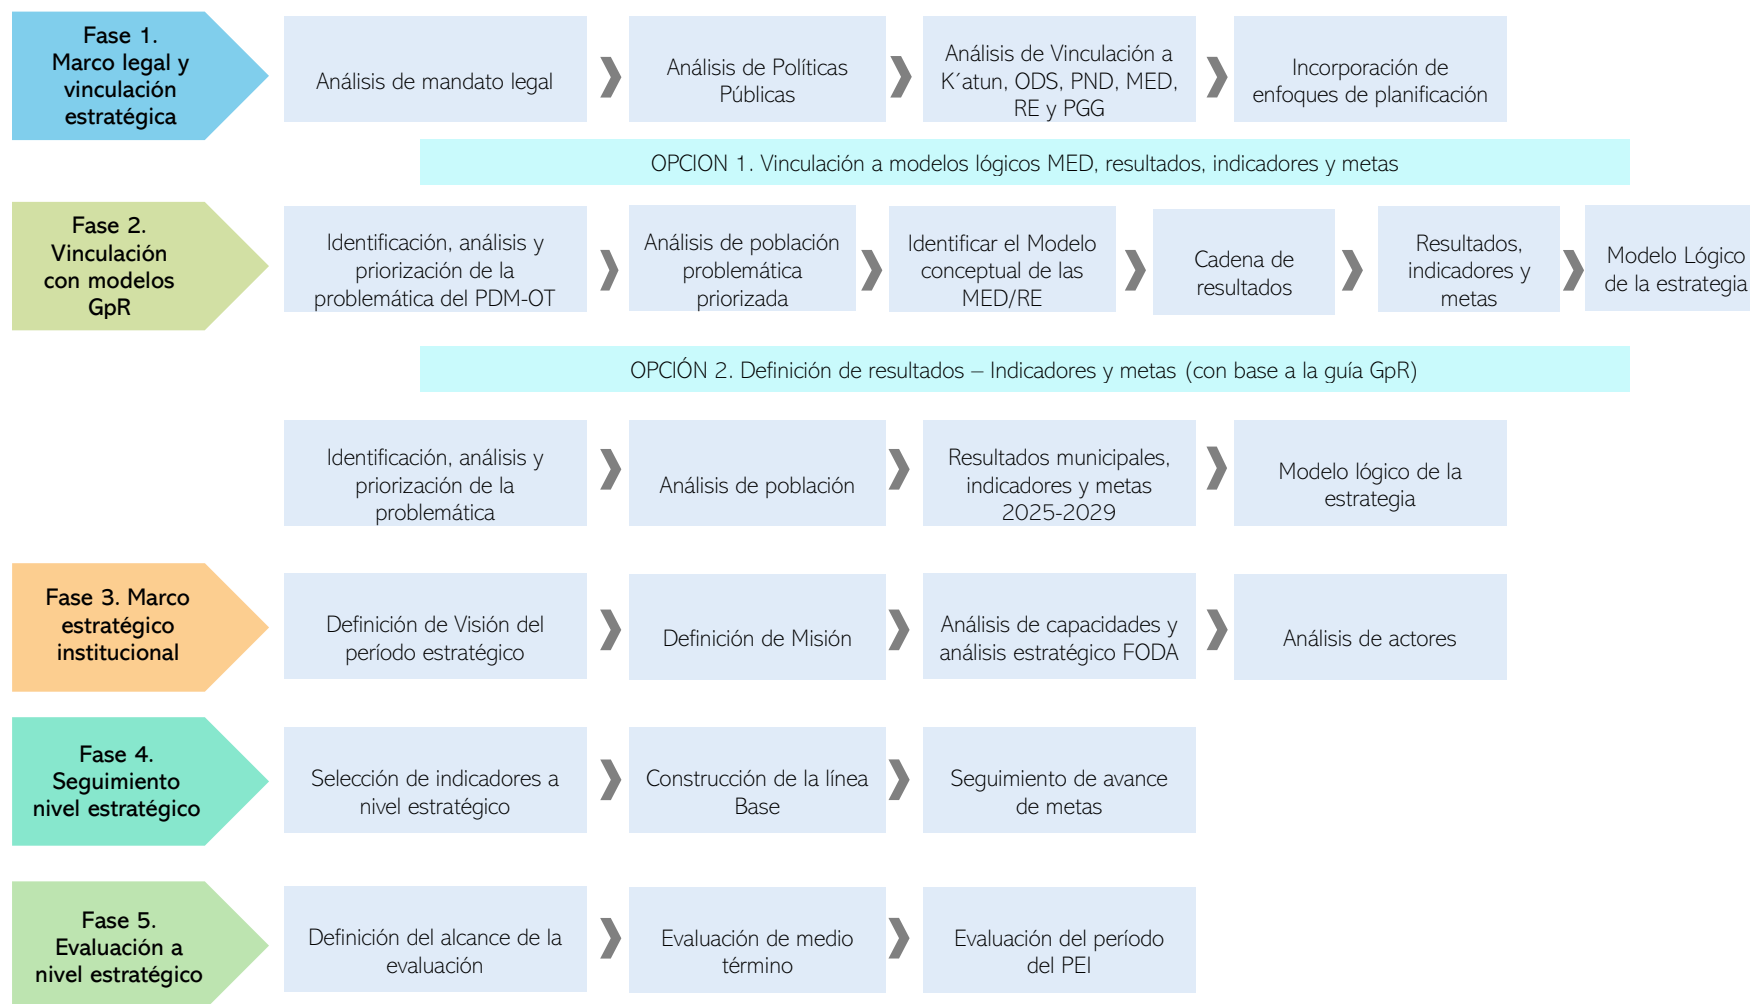 Fase 1.
Marco legal y
vinculación
estratégica
Análisis de mandato legal
Análisis de Políticas
Públicas
Análisis de Vinculación a
K´atun, ODS, PND, MED,
RE y PGG
Incorporación de
enfoques de planificación
OPCION 1. Vinculación a modelos lógicos MED, resultados, indicadores y metas
Fase 2.
Vinculación
con modelos
GpR
Identificación, análisis y
priorización de la
problemática del PDM-OT
Análisis de población
problemática
priorizada
Identificar el Modelo
conceptual de las
MED/RE
Cadena de
resultados
Resultados,
indicadores y
metas
Modelo Lógico
de la estrategia
OPCIÓN 2. Definición de resultados – Indicadores y metas (con base a la guía GpR)
Identificación, análisis y
priorización de la
problemática
Análisis de población
Resultados municipales,
indicadores y metas
2025-2029
Modelo lógico de la
estrategia
Fase 3. Marco
estratégico
institucional
Definición de Visión del
período estratégico
Definición de Misión
Análisis de capacidades y
análisis estratégico FODA
Análisis de actores
Fase 4.
Seguimiento
nivel estratégico
Selección de indicadores a
nivel estratégico
Construcción de la línea
Base
Seguimiento de avance
de metas
Fase 5.
Evaluación a
nivel estratégico
Definición del alcance de la
evaluación
Evaluación de medio
término
Evaluación del período
del PEI